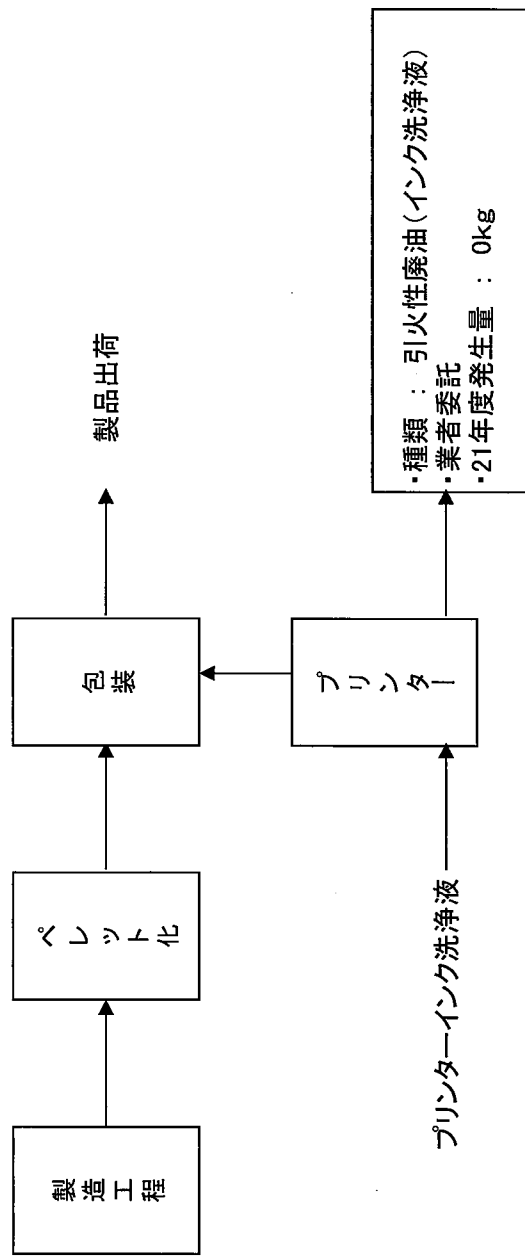 製造工程
ペレット化
包装
製品出荷
プリンターインク洗浄液
プリンター
・種類 : 引火性廃油(インク洗浄液)
・業者委託
・21年度発生量 : 0kg